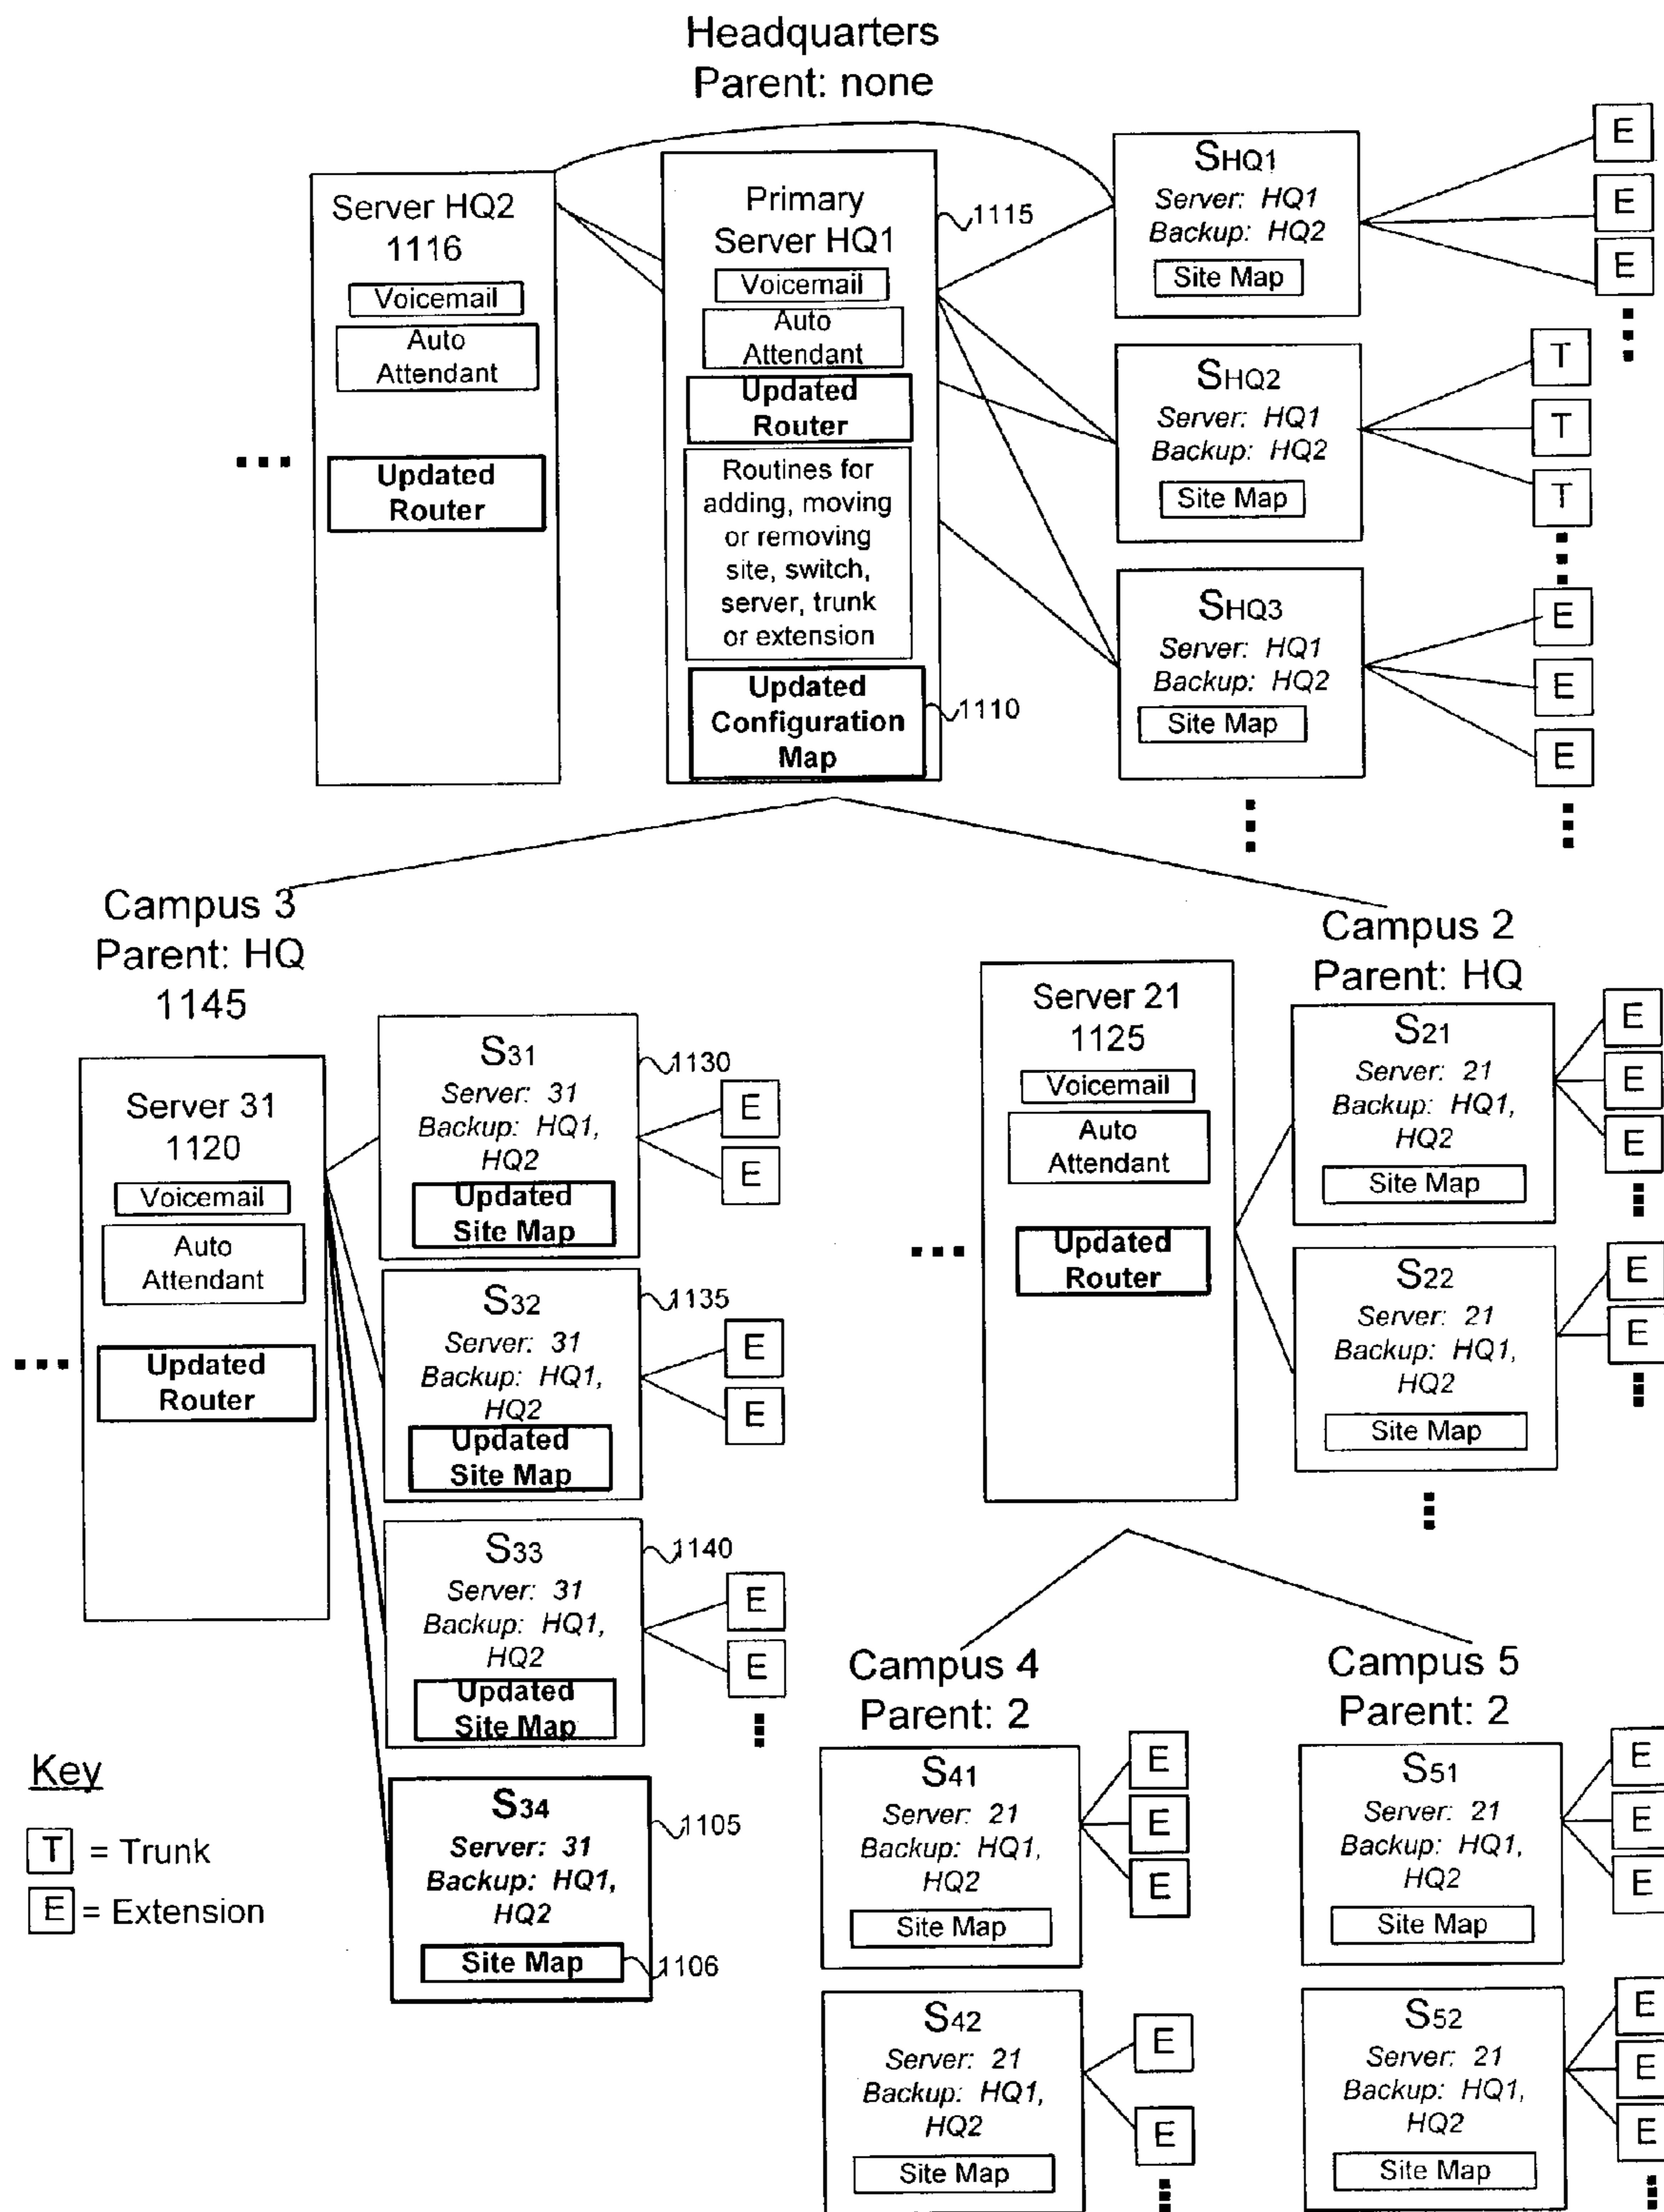 Headquarters
Parent: none
Server HQ2
1116
Voicemail
Auto
Attendant
Updated
Router
Primary
Server HQ1
1115
Voicemail
Auto
Attendant
Updated
Router
Routines for
adding, moving
or removing
site, switch,
server, trunk
or extension
Updated
Configuration
Map
1110
SHQ1
Server: HQ1
Backup: HQ2
Site Map
E
E
E
SHQ2
Server: HQ1
Backup: HQ2
Site Map
T
T
T
SHQ3
Server: HQ1
Backup: HQ2
Site Map
E
E
E
Campus 3
Parent: HQ
1145
Server 31
1120
Voicemail
Auto
Attendant
Updated
Router
S31
1130
Server: 31
Backup: HQ1,
HQ2
Updated
Site Map
E
E
S32
1135
Server: 31
Backup: HQ1,
HQ2
Updated
Site Map
E
E
S33
1140
Server: 31
Backup: HQ1,
HQ2
Updated
Site Map
E
E
S34
1105
Server: 31
Backup: HQ1,
HQ2
Site Map
1106
Campus 2
Parent: HQ
Server 21
1125
Voicemail
Auto
Attendant
Updated
Router
S21
Server: 21
Backup: HQ1,
HQ2
Site Map
E
E
E
S22
Server: 21
Backup: HQ1,
HQ2
Site Map
E
E
Campus 4
Parent: 2
S41
Server: 21
Backup: HQ1,
HQ2
Site Map
E
E
E
S42
Server: 21
Backup: HQ1,
HQ2
Site Map
E
E
Campus 5
Parent: 2
S51
Server: 21
Backup: HQ1,
HQ2
Site Map
E
E
E
S52
Server: 21
Backup: HQ1,
HQ2
Site Map
E
E
E
Key
T = Trunk
E = Extension